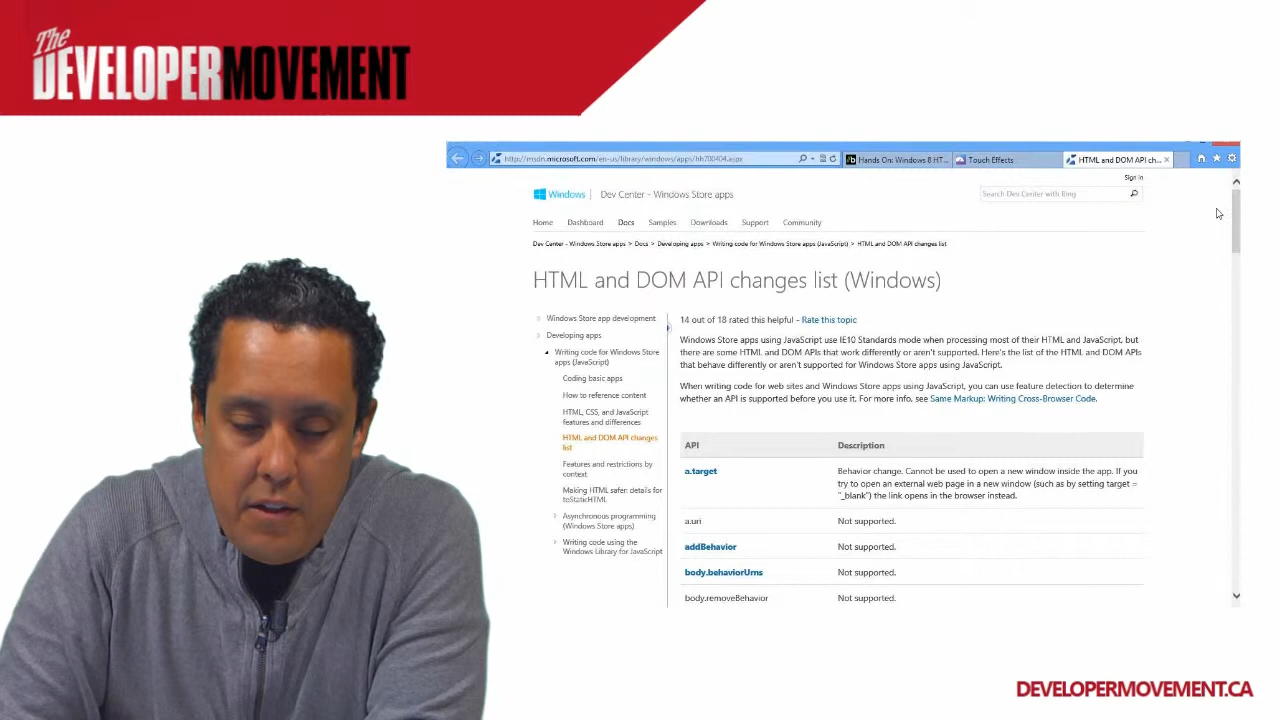 The
DEVELOPERMOVEMENT
http://msdn.microsoft.com/en-us/library/windows/apps/hh700404.aspx
Hands On: Windows 8 HT...
Touch Effects
HTML and DOM API ch...
Sign in
Windows
Dev Center - Windows Store apps
Search Dev Center with Bing
Home Dashboard Docs Samples Downloads Support Community
Dev Center - Windows Store apps > Docs > Developing apps > Writing code for Windows Store apps (JavaScript) > HTML and DOM API changes list
HTML and DOM API changes list (Windows)
Windows Store app development
Developing apps
Writing code for Windows Store apps
(JavaScript)
Coding basic apps
How to reference content
HTML, CSS, and JavaScript
features and differences
HTML and DOM API changes
list
Features and restrictions by
context
Making HTML safer: details for
toStaticHTML
Asynchronous programming
(Windows Store apps)
Writing code using the
Windows Library for JavaScript
14 out of 18 rated this helpful - Rate this topic
Windows Store apps using JavaScript use IE10 Standards mode when processing most of their HTML and JavaScript, but
there are some HTML and DOM APIs that work differently or aren't supported. Here's the list of the HTML and DOM APIs
that behave differently or aren't supported for Windows Store apps using JavaScript.
When writing code for web sites and Windows Store apps using JavaScript, you can use feature detection to determine
whether an API is supported before you use it. For more info, see Same Markup: Writing Cross-Browser Code.
API Description
a.target Behavior change. Cannot be used to open a new window inside the app. If you
try to open an external web page in a new window (such as by setting target =
"_blank") the link opens in the browser instead.
a.uri Not supported.
addBehavior Not supported.
body.behaviorUrns Not supported.
body.removeBehavior Not supported.
DEVELOPERMOVEMENT.CA